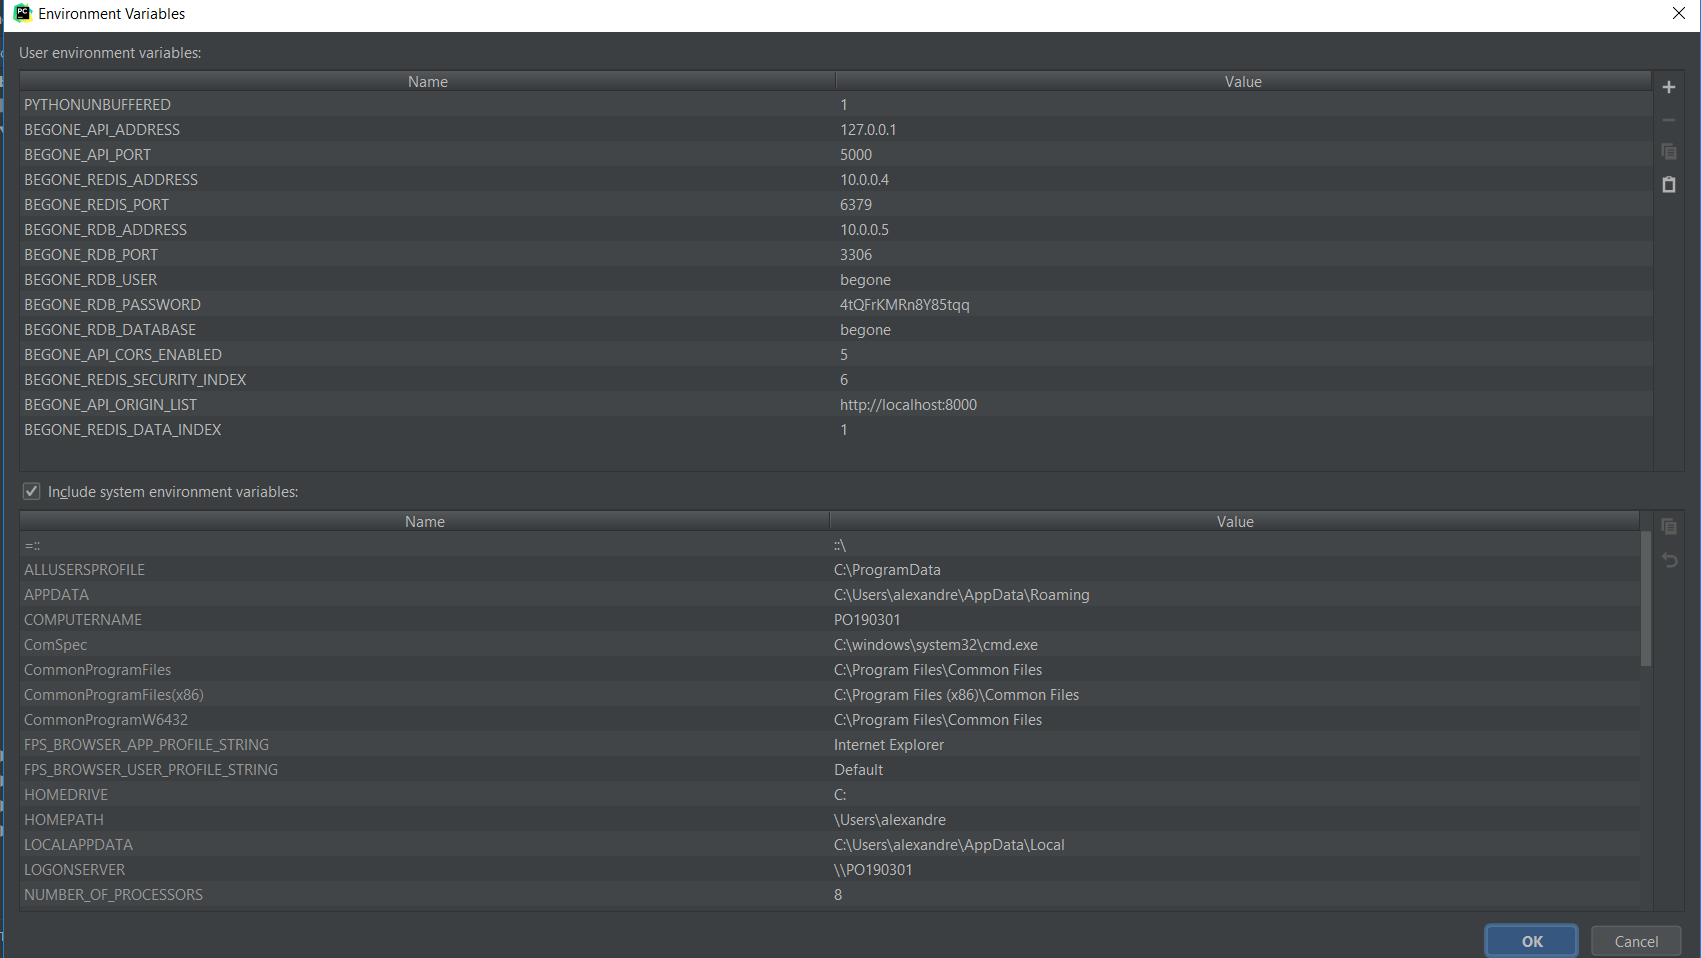 Environment Variables
User environment variables:
Name Value
PYTHONUNBUFFERED 1
BEGONE_API_ADDRESS 127.0.0.1
BEGONE_API_PORT 5000
BEGONE_REDIS_ADDRESS 10.0.0.4
BEGONE_REDIS_PORT 6379
BEGONE_RDB_ADDRESS 10.0.0.5
BEGONE_RDB_PORT 3306
BEGONE_RDB_USER begone
BEGONE_RDB_PASSWORD 4tQFrKMRn8Y85tqq
BEGONE_RDB_DATABASE begone
BEGONE_API_CORS_ENABLED 5
BEGONE_REDIS_SECURITY_INDEX 6
BEGONE_API_ORIGIN_LIST http://localhost:8000
BEGONE_REDIS_DATA_INDEX 1
Include system environment variables:
Name Value
=:: ::\
ALLUSERSPROFILE C:\ProgramData
APPDATA C:\Users\alexandre\AppData\Roaming
COMPUTERNAME PO190301
ComSpec C:\windows\system32\cmd.exe
CommonProgramFiles C:\Program Files\Common Files
CommonProgramFiles(x86) C:\Program Files (x86)\Common Files
CommonProgramW6432 C:\Program Files\Common Files
FPS_BROWSER_APP_PROFILE_STRING Internet Explorer
FPS_BROWSER_USER_PROFILE_STRING Default
HOMEDRIVE C:
HOMEPATH \Users\alexandre
LOCALAPPDATA C:\Users\alexandre\AppData\Local
LOGONSERVER \\PO190301
NUMBER_OF_PROCESSORS 8
OK Cancel